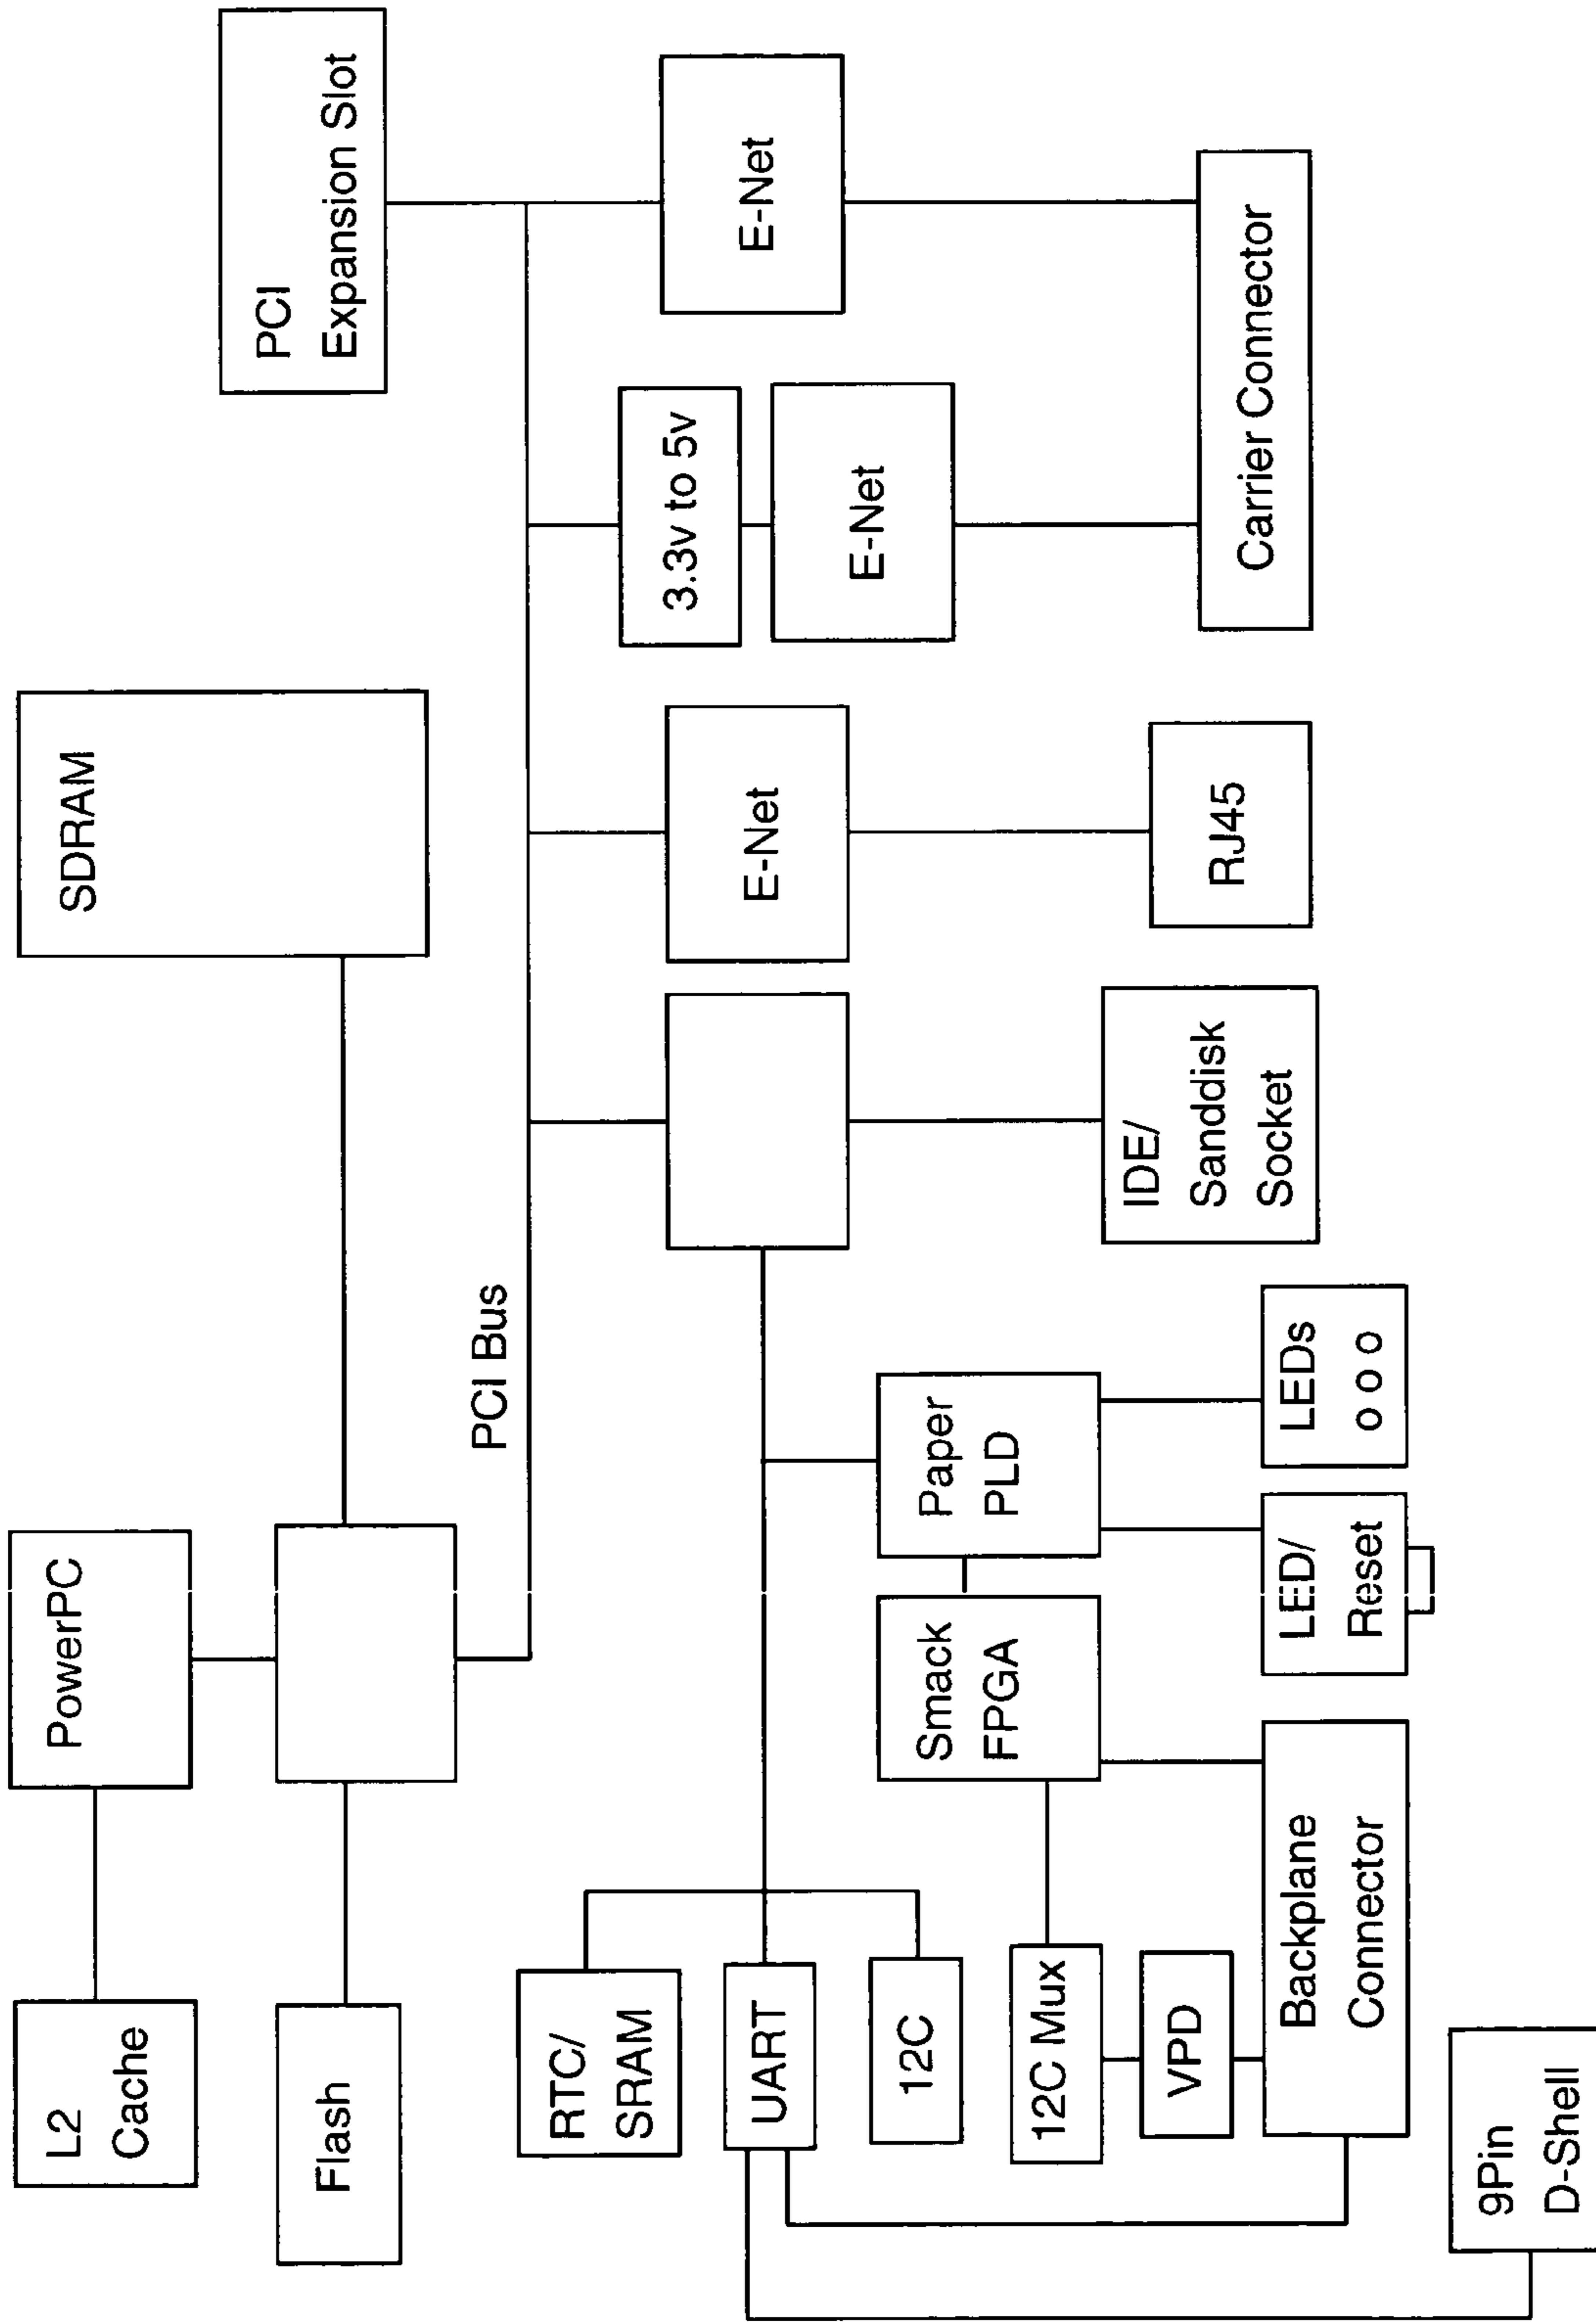 L2
Cache
PowerPC
SDRAM
PCI
Expansion Slot
Flash
PCI Bus
RTC/
SRAM
UART
12C
12C Mux
VPD
Backplane
Connector
9Pin
D-Shell
Smack
FPGA
Paper
PLD
LED/
Reset
LEDs
o o o
IDE/
Sanddisk
Socket
E-Net
RJ45
3.3v to 5v
E-Net
E-Net
Carrier Connector